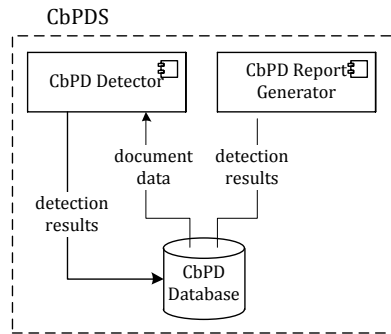 CbPDS
CbPD Detector
CbPD Report
Generator
document
data
detection
results
detection
results
CbPD
Database